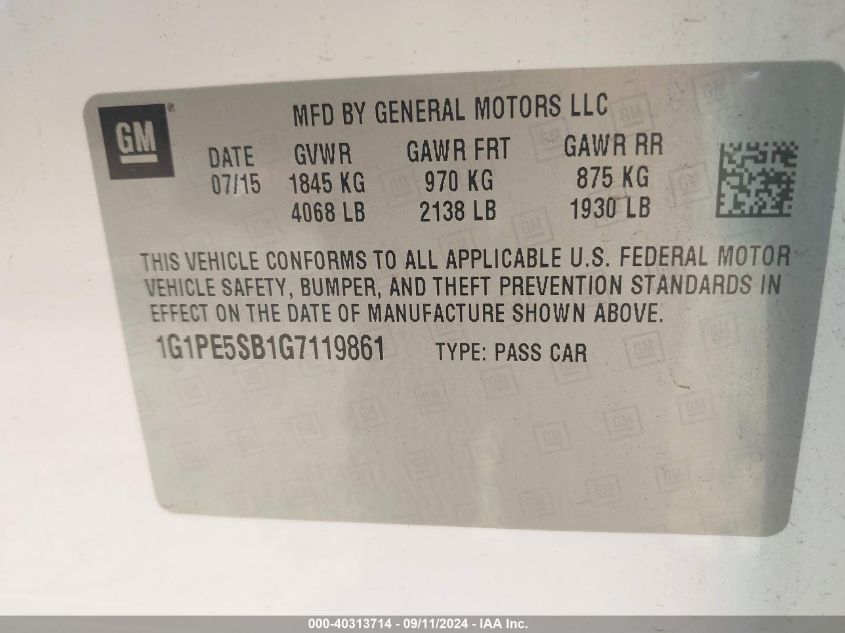 GM®
MFD BY GENERAL MOTORS LLC
DATE GVWR GAWR FRT GAWR RR
07/15 1845 KG 970 KG 875 KG
4068 LB 2138 LB 1930 LB
THIS VEHICLE CONFORMS TO ALL APPLICABLE U.S. FEDERAL MOTOR
VEHICLE SAFETY, BUMPER, AND THEFT PREVENTION STANDARDS IN
EFFECT ON THE DATE OF MANUFACTURE SHOWN ABOVE.
1G1PE5SB1G7119861 TYPE: PASS CAR
000-40313714 - 09/11/2024 - IAA Inc.